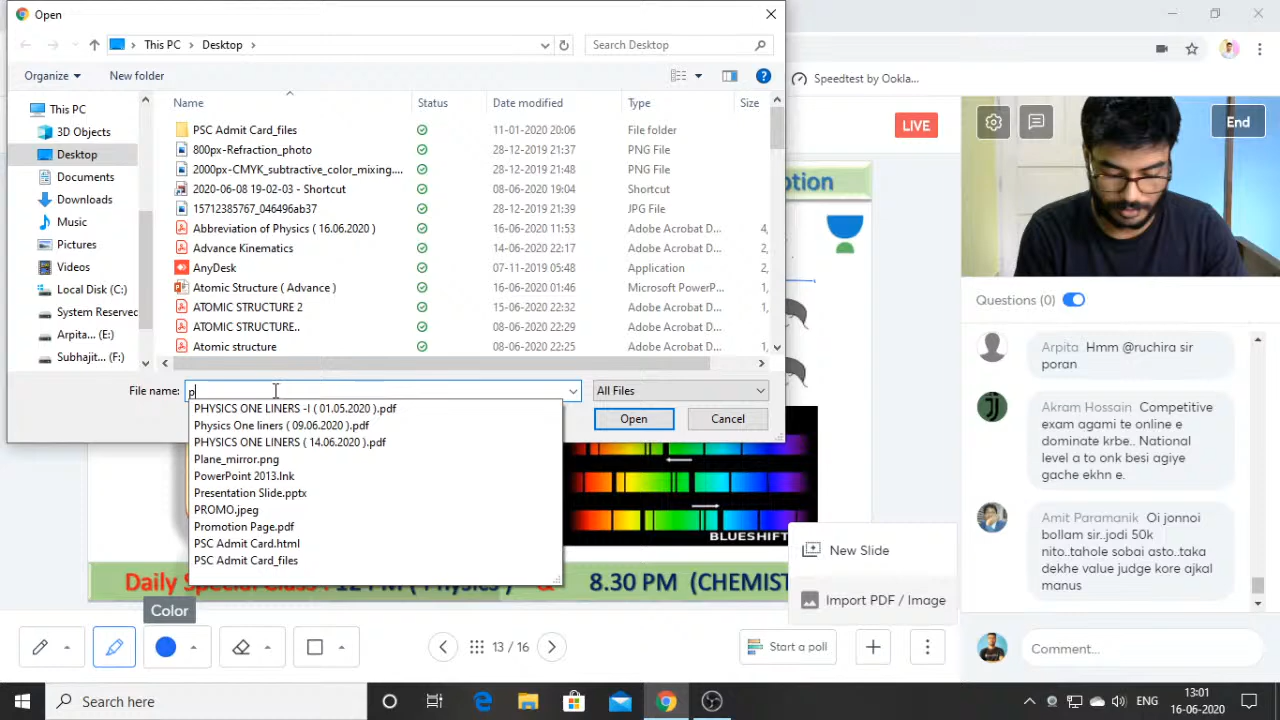 Open
This PC
Desktop
Search Desktop
Organize
New folder
Speedtest by Ookla...
This PC
3D Objects
Desktop
Documents
Downloads
Music
Pictures
Videos
Local Disk (C:)
System Reserved
Arpita... (E:)
Subhajit... (F:)
Name Status Date modified Type Size
PSC Admit Card_files 11-01-2020 20:06 File folder
800px-Refraction_photo 28-12-2019 21:37 PNG File
2000px-CMYK_subtractive_color_mixing.... 28-12-2019 21:48 PNG File
2020-06-08 19-02-03 - Shortcut 08-06-2020 19:04 Shortcut
15712385767_046496ab37 28-12-2019 21:39 JPG File
Abbreviation of Physics ( 16.06.2020 ) 16-06-2020 11:53 Adobe Acrobat D... 4,
Advance Kinematics 14-06-2020 22:17 Adobe Acrobat D... 2,
AnyDesk 07-11-2019 05:48 Application 2,
Atomic Structure ( Advance ) 16-06-2020 01:46 Microsoft PowerP... 1,
ATOMIC STRUCTURE 2 15-06-2020 22:32 Adobe Acrobat D... 1,
ATOMIC STRUCTURE.. 08-06-2020 22:29 Adobe Acrobat D...
Atomic structure 08-06-2020 22:25 Adobe Acrobat D... 1,
File name: p
All Files
Open Cancel
PHYSICS ONE LINERS -I ( 01.05.2020 ).pdf
Physics One liners ( 09.06.2020 ).pdf
PHYSICS ONE LINERS ( 14.06.2020 ).pdf
Plane_mirror.png
PowerPoint 2013.lnk
Presentation Slide.pptx
PROMO.jpeg
Promotion Page.pdf
PSC Admit Card.html
PSC Admit Card_files
LIVE
End
Questions (0)
Arpita Hmm @ruchira sir
poran
Akram Hossain Competitive
exam agami te online e
dominate krbe.. National
level a to onk besi agiye
gache ekhn e.
Amit Paramanik Oi jonnoi
bollam sir..jodi 50k
nito..tahole sobai asto..taka
dekhe value judge kore ajkal
manus
BLUESHIFT
New Slide
Import PDF / Image
Daily Special Class : 12 PM ( Physics ) & 8.30 PM (CHEMIST
Color
13 / 16
Start a poll
Comment...
Search here
ENG
13:01
16-06-2020